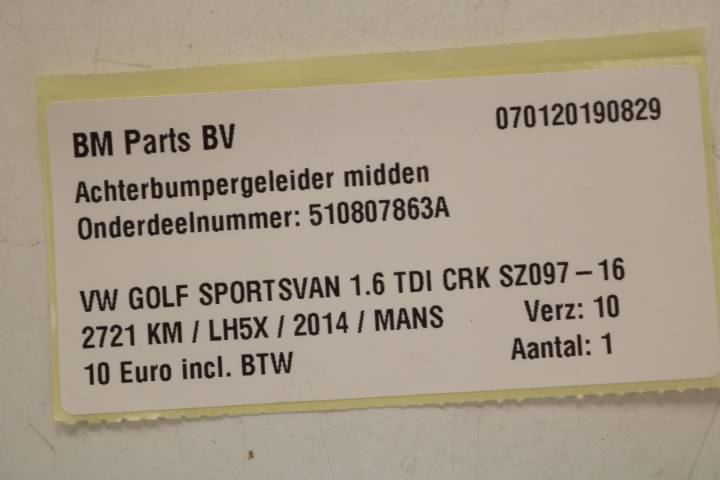 BM Parts BV 070120190829
Achterbumpergeleider midden
Onderdeelnummer: 510807863A
VW GOLF SPORTSVAN 1.6 TDI CRK SZ097 – 16
2721 KM / LH5X / 2014 / MANS Verz: 10
10 Euro incl. BTW Aantal: 1